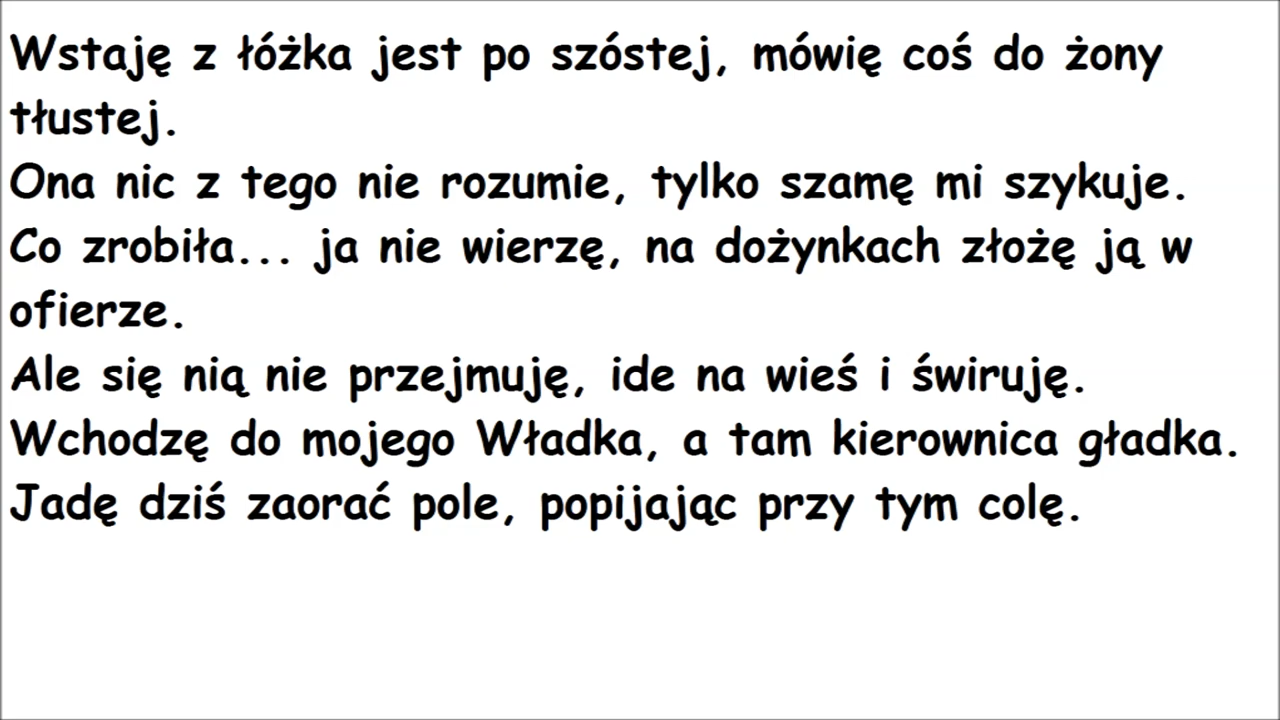 Wstaję z łóżka jest po szóstej, mówię coś do żony
tłustej.
Ona nic z tego nie rozumie, tylko szamę mi szykuje.
Co zrobiła... ja nie wierzę, na dożynkach złożę ją w
ofierze.
Ale się nią nie przejmuję, ide na wieś i świruję.
Wchodzę do mojego Władka, a tam kierownica gładka.
Jadę dziś zaorać pole, popijając przy tym colę.